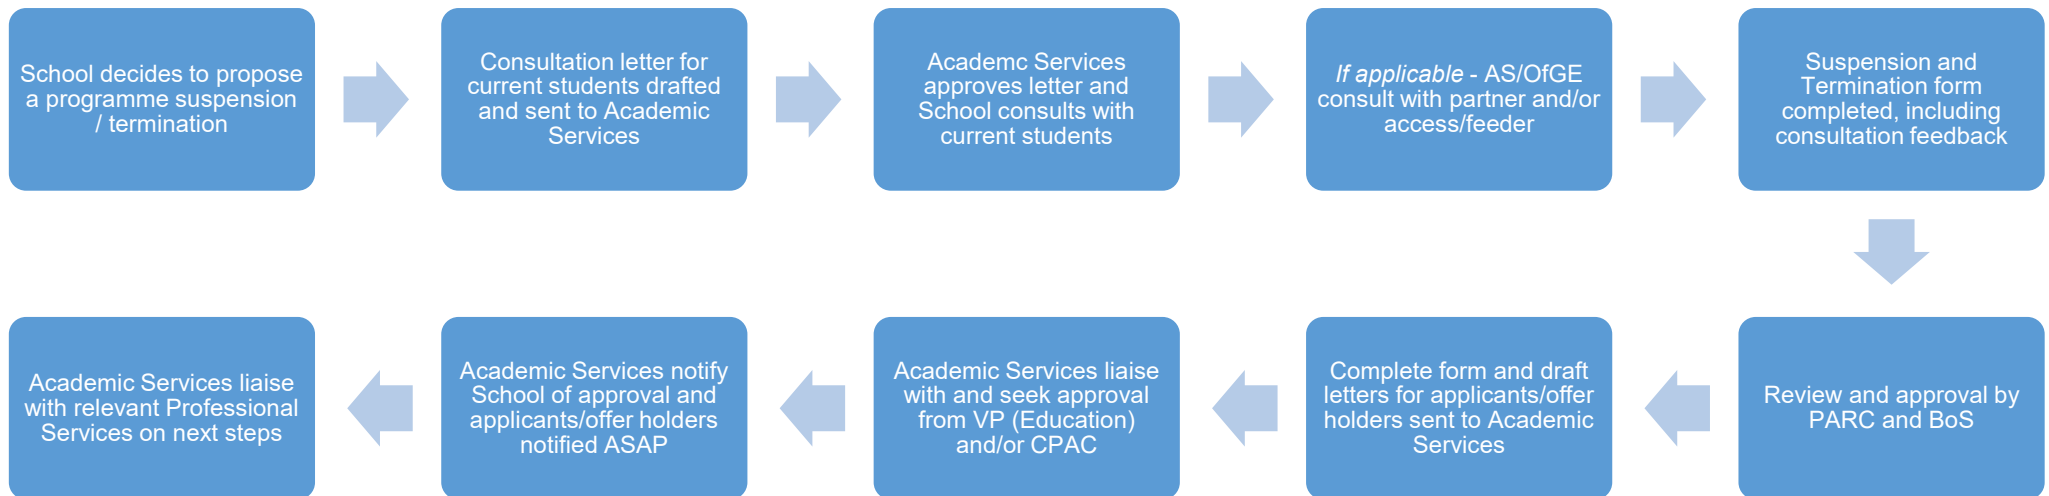 School decides to propose
a programme suspension
/ termination
Consultation letter for
current students drafted
and sent to Academic
Services
Academc Services
approves letter and
School consults with
current students
If applicable - AS/OfGE
consult with partner and/or
access/feeder
Suspension and
Termination form
completed, including
consultation feedback
Review and approval by
PARC and BoS
Complete form and draft
letters for applicants/offer
holders sent to Academic
Services
Academic Services liaise
with and seek approval
from VP (Education)
and/or CPAC
Academic Services notify
School of approval and
applicants/offer holders
notified ASAP
Academic Services liaise
with relevant Professional
Services on next steps